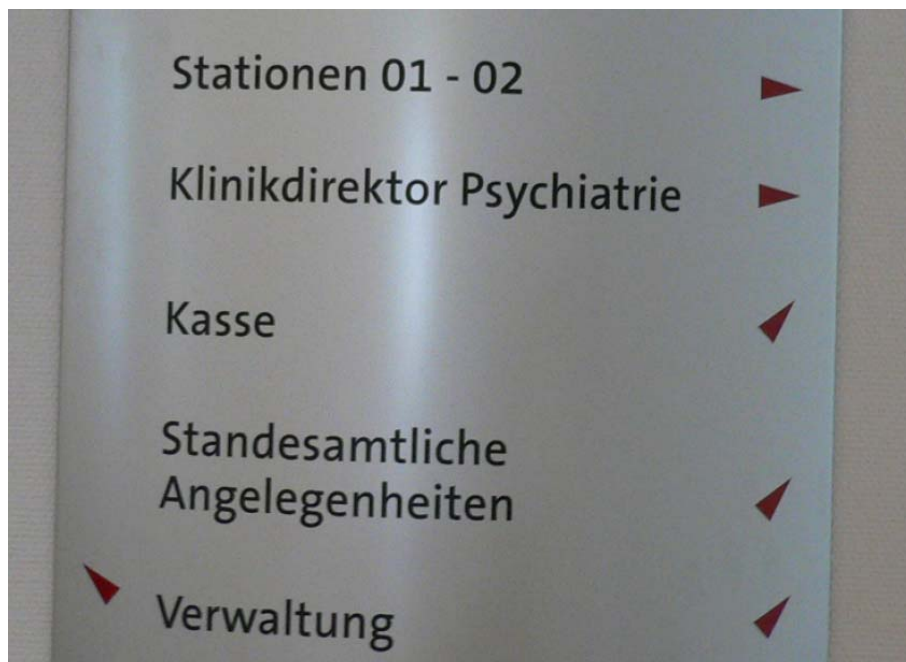 Stationen 01 - 02
Klinikdirektor Psychiatrie
Kasse
Standesamtliche
Angelegenheiten
Verwaltung